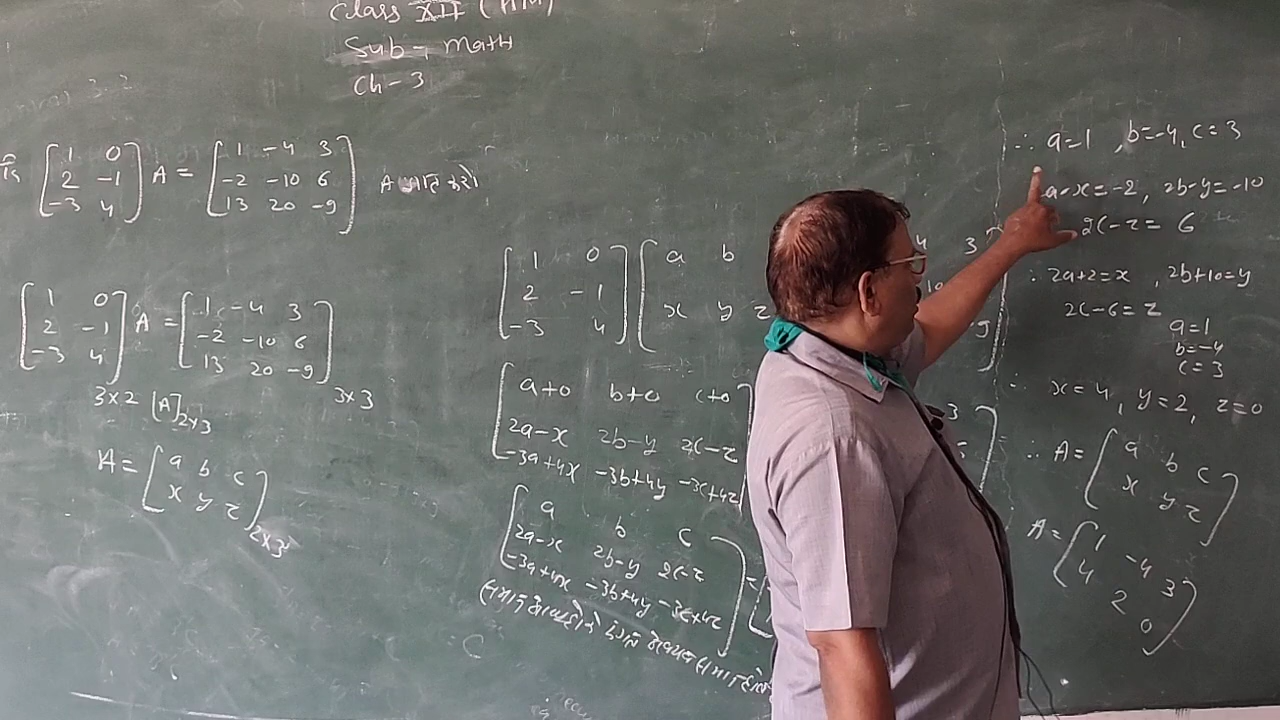 Class XII (HM)
Sub - Math
Ch-3
[ 1 0
2 -1
-3 4 ] A = [ 1 -4 3
-2 -10 6
13 20 -9 ]
[ 1 0
2 -1
-3 4 ] A = [ 1 -4 3
-2 -10 6
13 20 -9 ]
3×2 [A]2×3 3×3
A = [ a b c
x y z ]2×3
[ 1 0
2 -1
-3 4 ] [ a b
x y z
3
[ a+0 b+0 c+0
2a-x 2b-y 2c-z
-3a+4x -3b+4y -3c+4z ]
3
[ a b c
2a-x 2b-y 2c-z
-3a+4x -3b+4y -3c+4z ] = [
∴ a=1 , b=-4, c=3
a-x=-2, 2b-y=-10
2c-z = 6
∴ 2a+2=x , 2b+10=y
2c-6=z
a=1
b=-4
c=3
∴ x=4, y=2, z=0
∴ A= [ a b c
x y z ]
A= [ 1 -4 3
4 2 0 ]